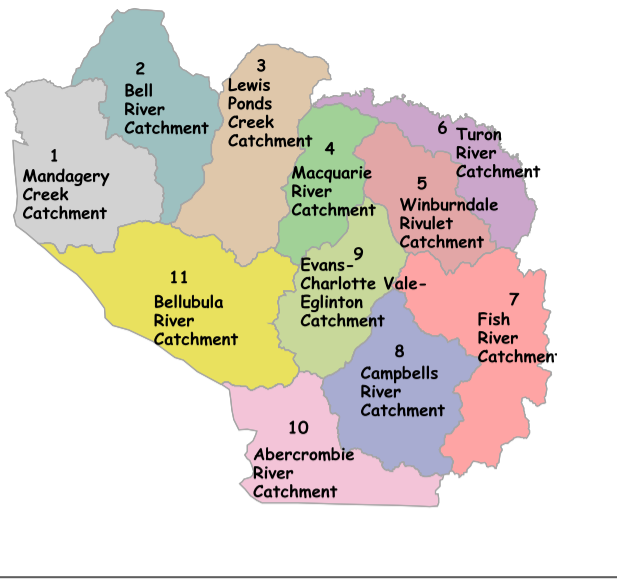 1
Mandagery
Creek
Catchment
2
Bell
River
Catchment
3
Lewis
Ponds
Creek
Catchment
4
Macquarie
River
Catchment
5
Winburndale
Rivulet
Catchment
6
Turon
River
Catchment
7
Fish
River
Catchmen
8
Campbells
River
Catchment
9
Evans-
Charlotte Vale-
Eglinton
Catchment
10
Abercrombie
River
Catchment
11
Bellubula
River
Catchment